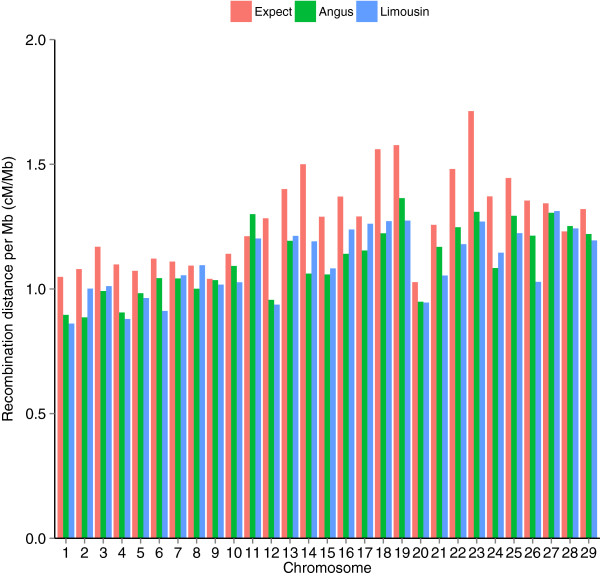 Expect Angus Limousin
2.0
1.5
1.0
0.5
0.0
Recombination distance per Mb (cM/Mb)
1 2 3 4 5 6 7 8 9 10 11 12 13 14 15 16 17 18 19 20 21 22 23 24 25 26 27 28 29
Chromosome